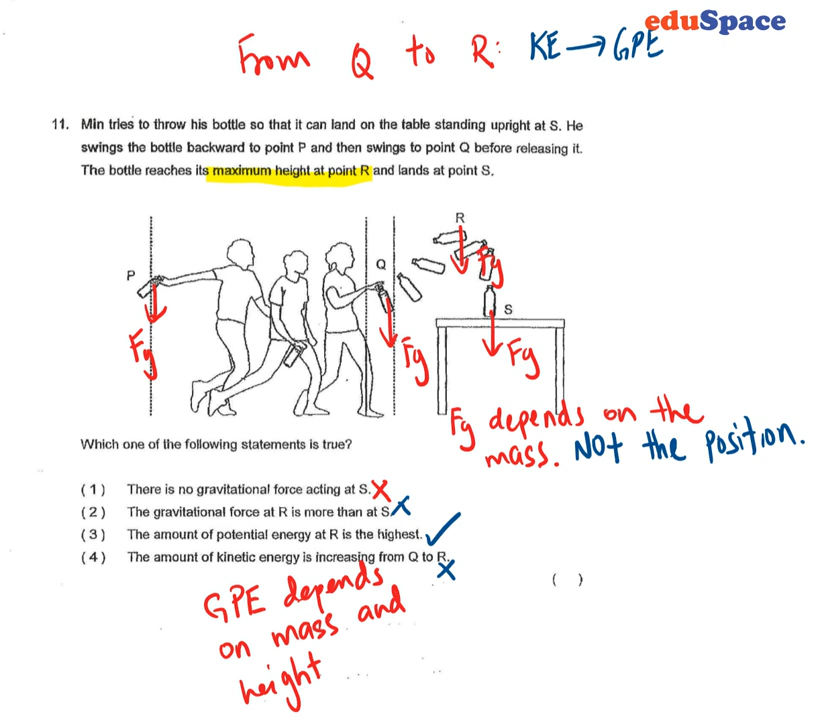 eduSpace
From Q to R: KE → GPE
11. Min tries to throw his bottle so that it can land on the table standing upright at S. He
swings the bottle backward to point P and then swings to point Q before releasing it.
The bottle reaches its maximum height at point R and lands at point S.
R
P
Q
Fg
S
Fg
Fg
Fg
Fg depends on the
mass. NOt the position.
Which one of the following statements is true?
(1) There is no gravitational force acting at S.
(2) The gravitational force at R is more than at S.
(3) The amount of potential energy at R is the highest.
(4) The amount of kinetic energy is increasing from Q to R.
( )
GPE depends
on mass and
height